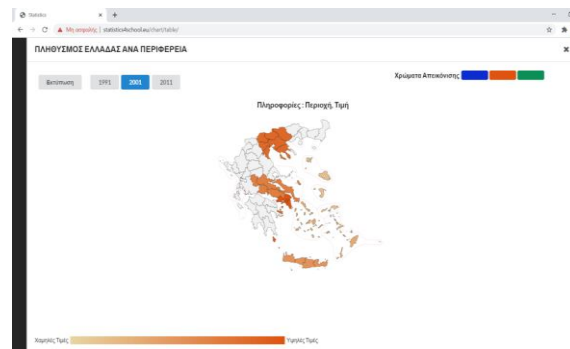 Statistics
Μη ασφαλής | statistics4school.eu/chart/table/
ΠΛΗΘΥΣΜΟΣ ΕΛΛΑΔΑΣ ΑΝΑ ΠΕΡΙΦΕΡΕΙΑ
Εκτύπωση 1991 2001 2011
Χρώματα Απεικόνισης
Πληροφορίες : Περιοχή, Τιμή
Χαμηλές Τιμές
Υψηλές Τιμές